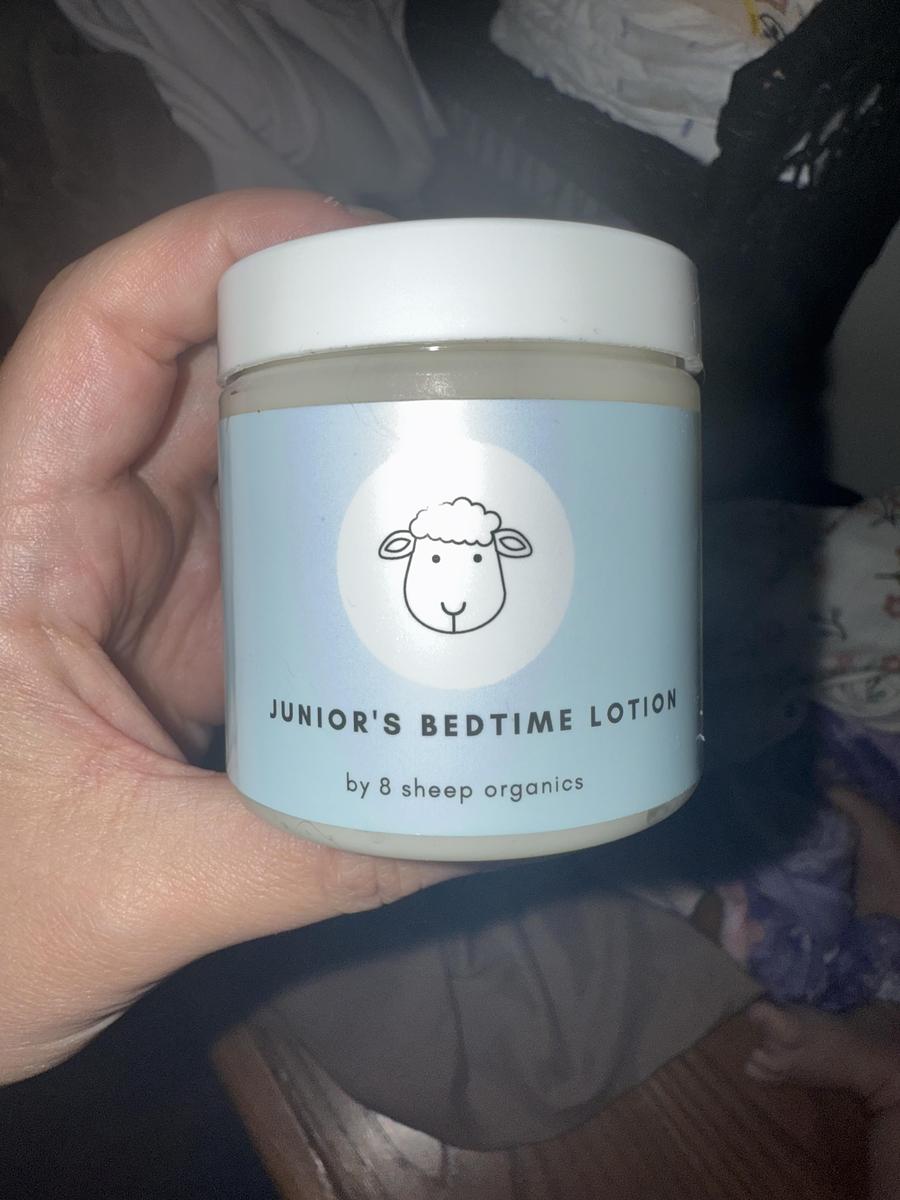 JUNIOR'S BEDTIME LOTION
by 8 sheep organics